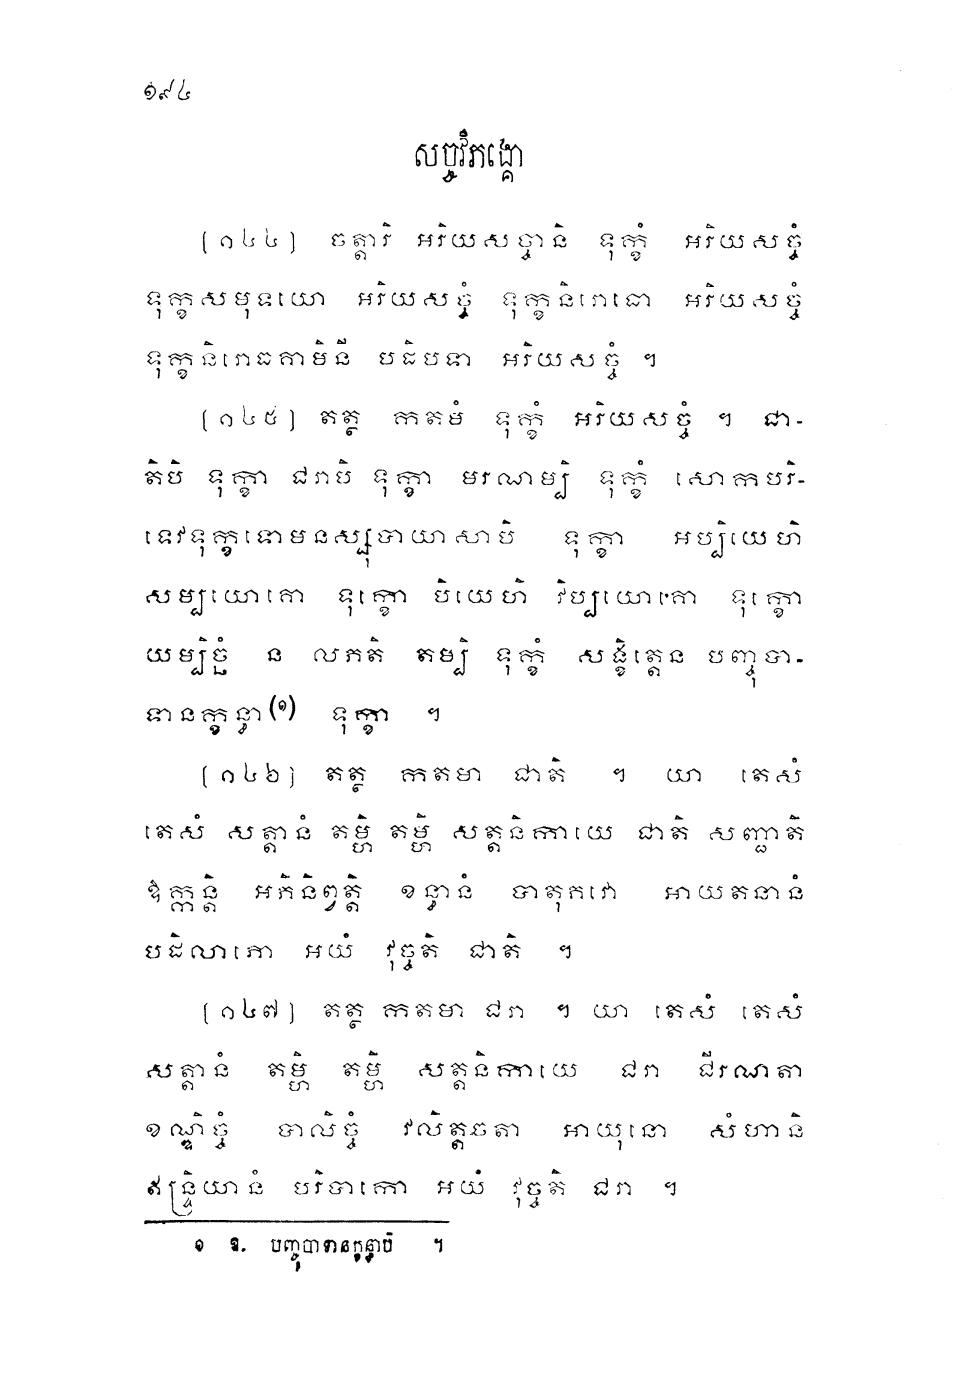 ១៩៤
សច្ចវិភង្គោ
[១៤៤] ចត្តារិ អរិយសច្ចានិ ទុក្ខំ អរិយសច្ចំ
ទុក្ខសមុទយោ អរិយសច្ចំ ទុក្ខនិរោធោ អរិយសច្ចំ
ទុក្ខនិរោធគាមិនី បដិបទា អរិយសច្ចំ ។
[១៤៥] តត្ថ កតមំ ទុក្ខំ អរិយសច្ចំ ។ ជា-
តិបិ ទុក្ខា ជរាបិ ទុក្ខា មរណម្បិ ទុក្ខំ សោកបរិ-
ទេវទុក្ខទោមនស្សុបាយាសាបិ ទុក្ខា អប្បិយេហិ
សម្បយោគោ ទុក្ខោ បិយេហិ វិប្បយោគោ ទុក្ខោ
យម្បិច្ឆំ ន លភតិ តម្បិ ទុក្ខំ សង្ខិត្តេន បញ្ចុបា-
ទានក្ខន្ធា(១) ទុក្ខា ។
[១៤៦] តត្ថ កតមា ជាតិ ។ យា តេសំ
តេសំ សត្តានំ តម្ហិ តម្ហិ សត្តនិកាយេ ជាតិ សញ្ជាតិ
ឱក្កន្តិ អភិនិព្វត្តិ ខន្ធានំ បាតុភាវោ អាយតនានំ
បដិលាភោ អយំ វុច្ចតិ ជាតិ ។
[១៤៧] តត្ថ កតមា ជរា ។ យា តេសំ តេសំ
សត្តានំ តម្ហិ តម្ហិ សត្តនិកាយេ ជរា ជីរណតា
ខណ្ឌិច្ចំ បាលិច្ចំ វលិត្តចតា អាយុនោ សំហានិ
ឥន្ទ្រិយានំ បរិបាកោ អយំ វុច្ចតិ ជរា ។
១ ឧ. បញ្ចុបាទានក្ខន្ធាបិ ។